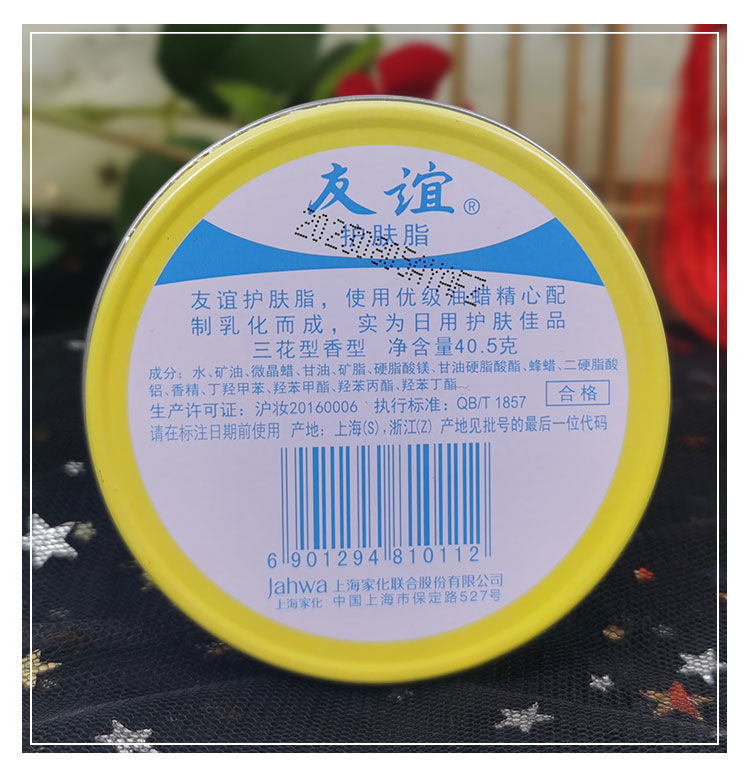 友谊®
护肤脂
友谊护肤脂，使用优级油蜡精心配
制乳化而成，实为日用护肤佳品
三花型香型 净含量40.5克
成分：水、矿油、微晶蜡、甘油、矿脂、硬脂酸镁、甘油硬脂酸酯、蜂蜡、二硬脂酸
铝、香精、丁羟甲苯、羟苯甲酯、羟苯丙酯、羟苯丁酯
合格
生产许可证：沪妆20160006 执行标准：QB/T 1857
请在标注日期前使用 产地：上海(S)，浙江(Z) 产地见批号的最后一位代码
6 901294 810112
Jahwa 上海家化联合股份有限公司
上海家化 中国上海市保定路527号